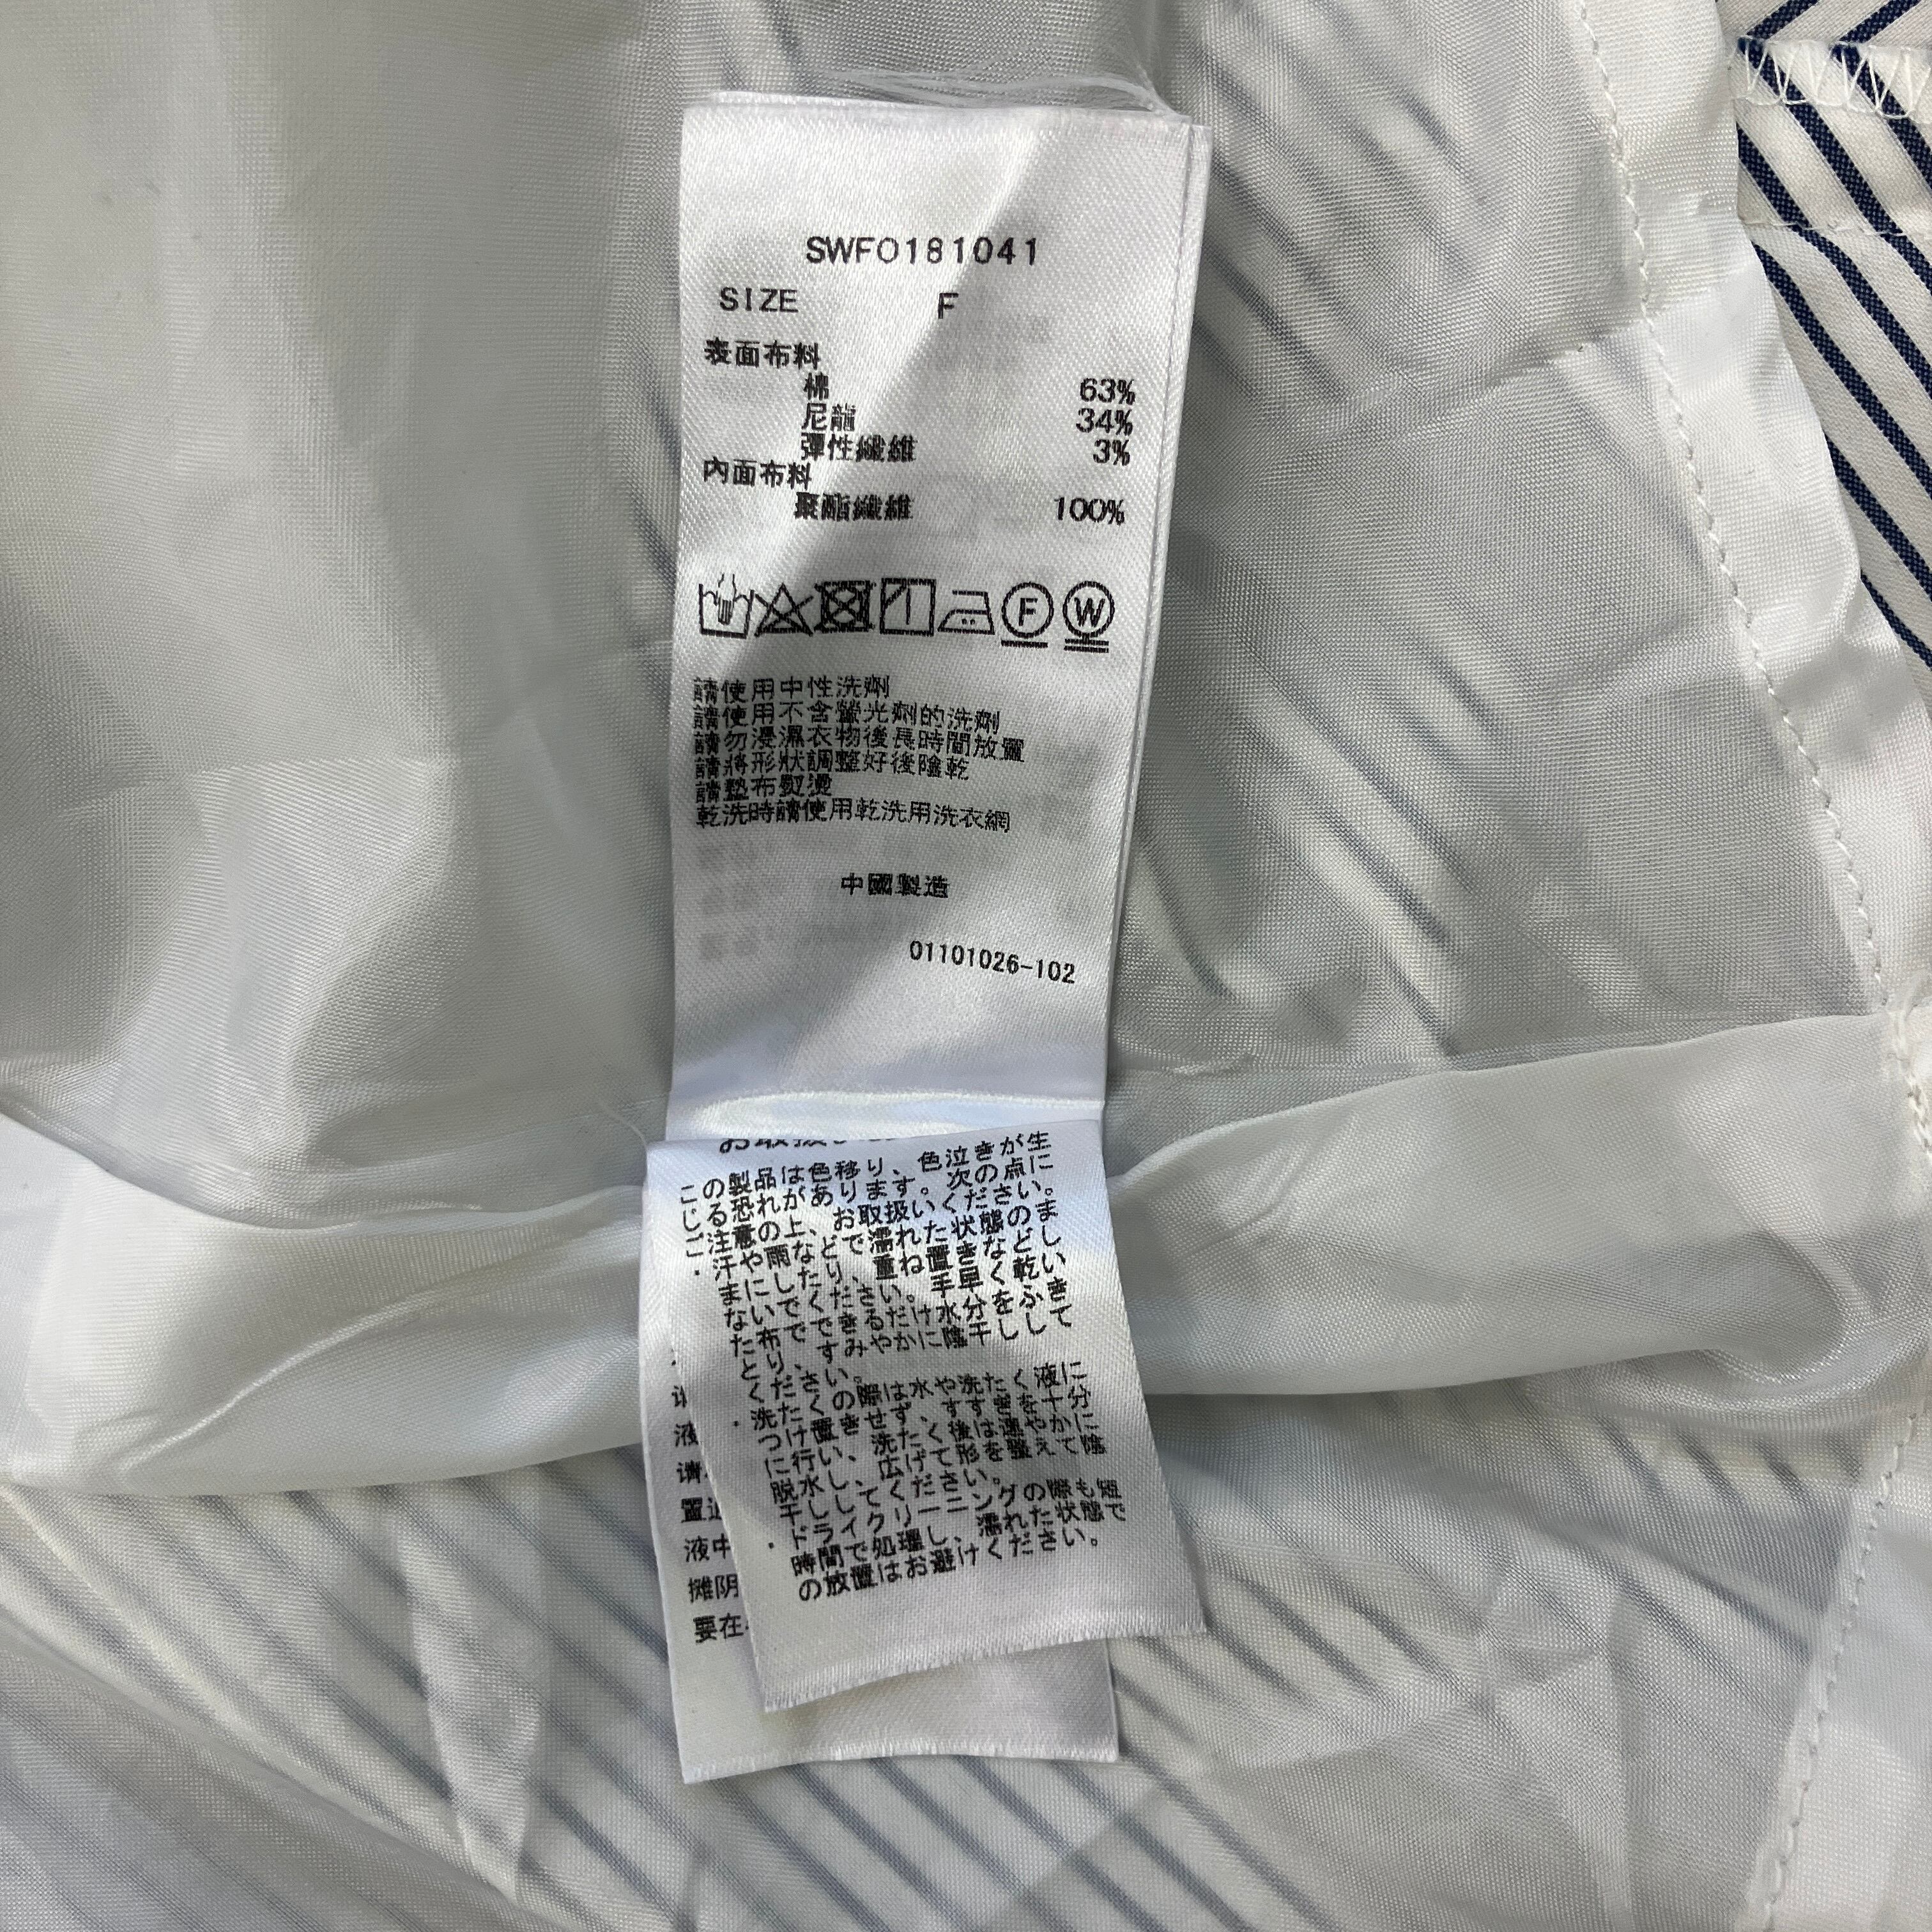 SWFO181041
SIZE F
表面布料
棉 63%
尼龍 34%
彈性纖維 3%
內面布料
聚酯纖維 100%
F W
請使用中性洗劑
請使用不含螢光劑的洗劑
請勿浸濕衣物後長時間放置
請將形狀調整好後陰乾
請墊布熨燙
乾洗時請使用乾洗用洗衣網
中國製造
01101026-102
お取扱い
この製品は色移り、色泣きが生
じる恐れがあります。次の点に
ご注意の上、お取扱いください。
・汗や雨などで濡れた状態のま
まにしたり、重ね置きなどし
ないでください。手早く乾い
た布でできるだけ水分をふき
とり、すみやかに陰干しして
ください。
・洗たくの際は水や洗たく液に
つけ置きせず、すすぎを十分
に行い、洗たく後は速やかに
脱水し、広げて形を整えて陰
干ししてください。
・ドライクリーニングの際も短
時間で処理し、濡れた状態で
の放置はお避けください。
请
液
请
置
液中
摊阴
要在